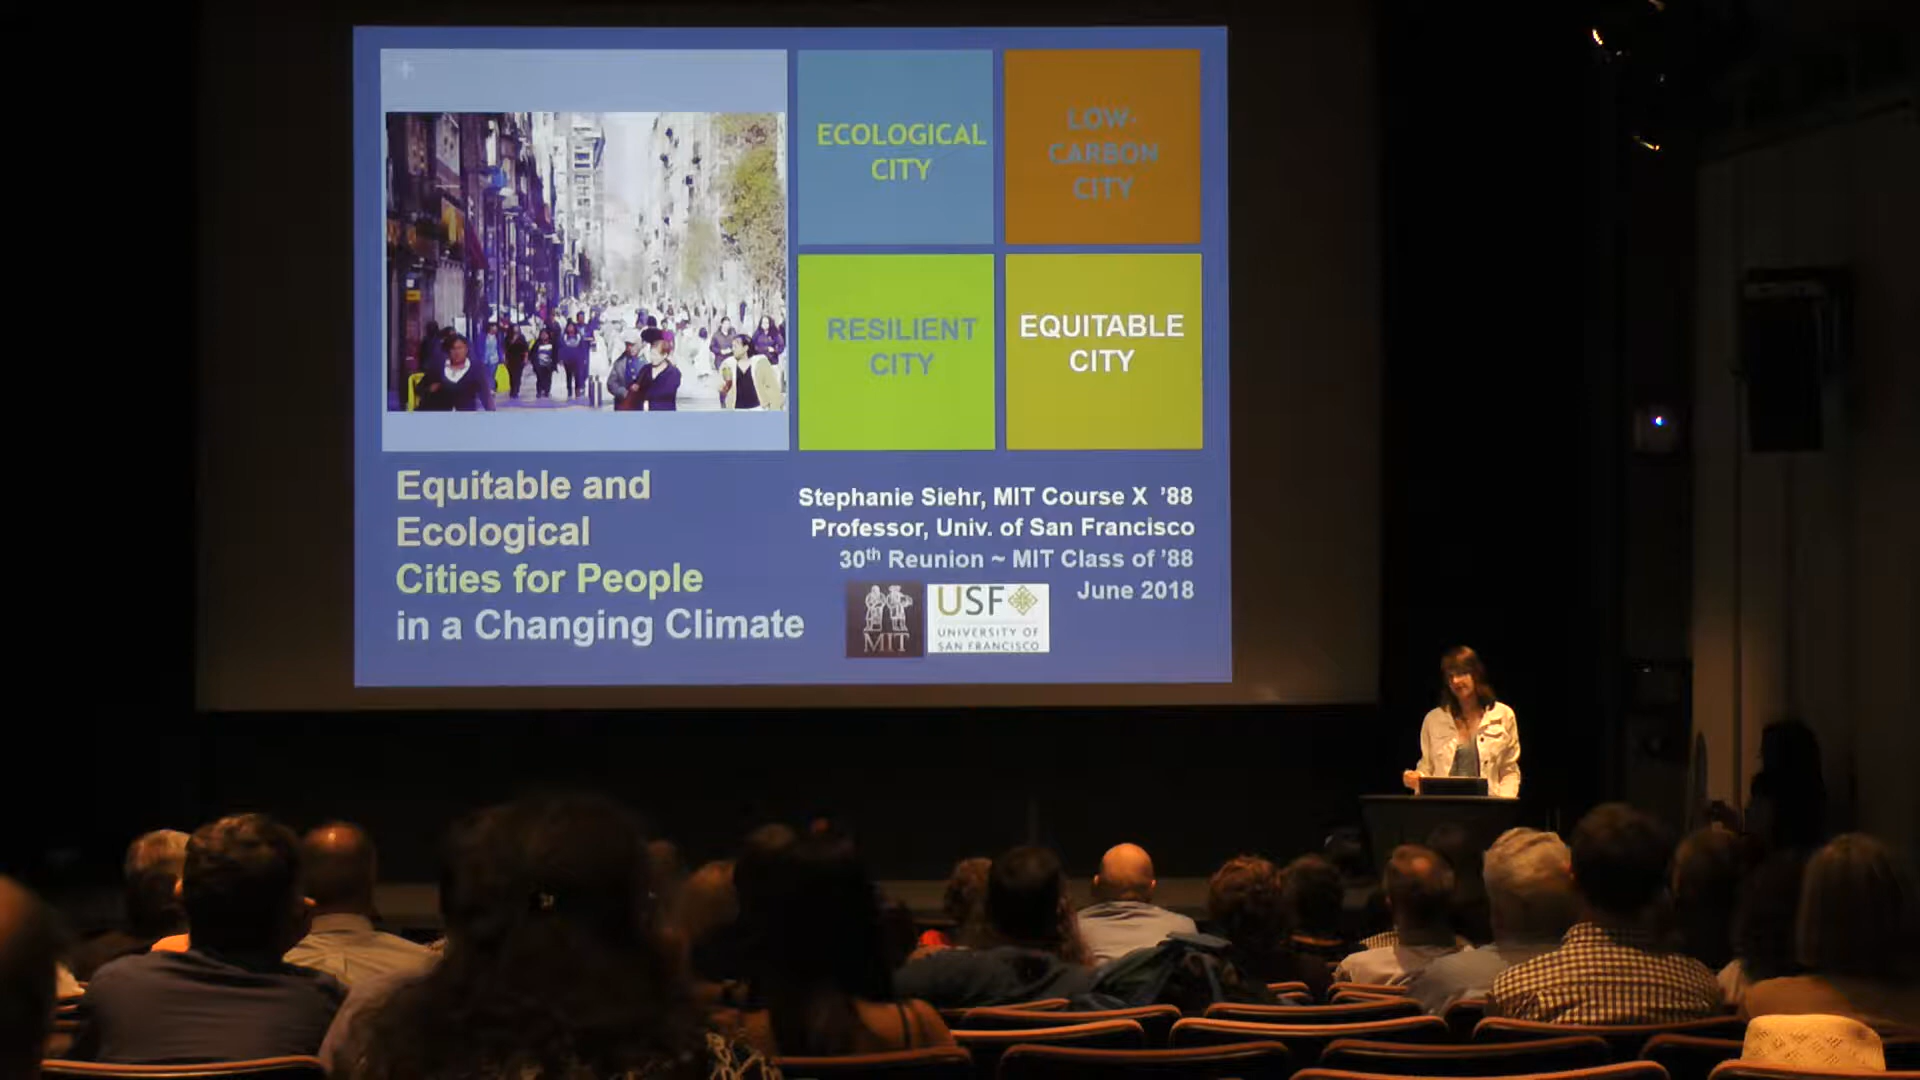 ECOLOGICAL
CITY
LOW-
CARBON
CITY
RESILIENT
CITY
EQUITABLE
CITY
Equitable and
Ecological
Cities for People
in a Changing Climate
Stephanie Siehr, MIT Course X ’88
Professor, Univ. of San Francisco
30th Reunion ~ MIT Class of ’88
June 2018
MIT
USF
UNIVERSITY OF
SAN FRANCISCO